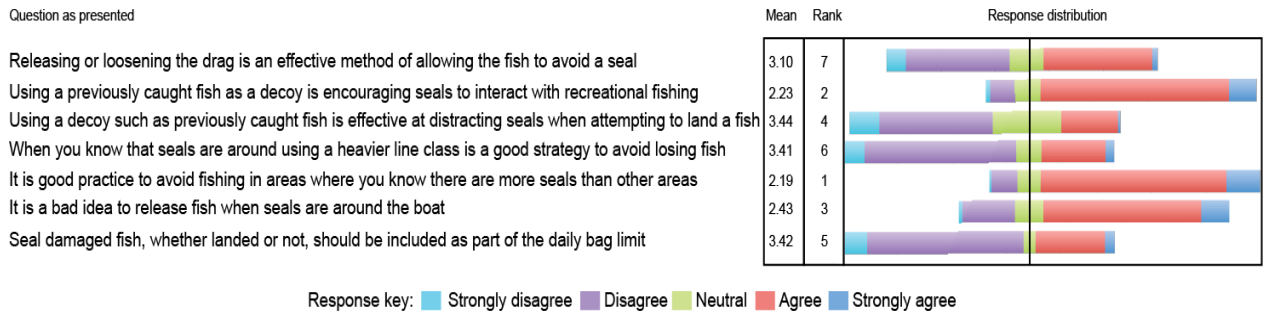 Question as presented Mean Rank Response distribution
Releasing or loosening the drag is an effective method of allowing the fish to avoid a seal 3.10 7
Using a previously caught fish as a decoy is encouraging seals to interact with recreational fishing 2.23 2
Using a decoy such as previously caught fish is effective at distracting seals when attempting to land a fish 3.44 4
When you know that seals are around using a heavier line class is a good strategy to avoid losing fish 3.41 6
It is good practice to avoid fishing in areas where you know there are more seals than other areas 2.19 1
It is a bad idea to release fish when seals are around the boat 2.43 3
Seal damaged fish, whether landed or not, should be included as part of the daily bag limit 3.42 5
Response key: Strongly disagree Disagree Neutral Agree Strongly agree